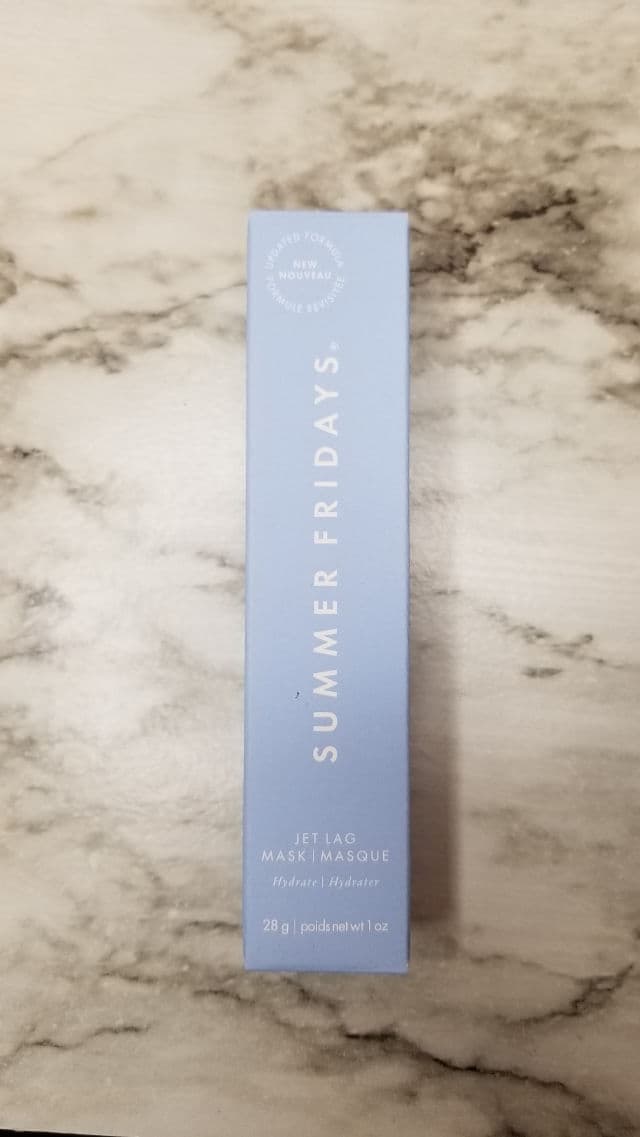 UPDATED FORMULA
NEW
NOUVEAU
FORMULE REVISITÉE
SUMMER FRIDAYS®
JET LAG
MASK | MASQUE
Hydrate | Hydrater
28 g | poids net wt 1 oz